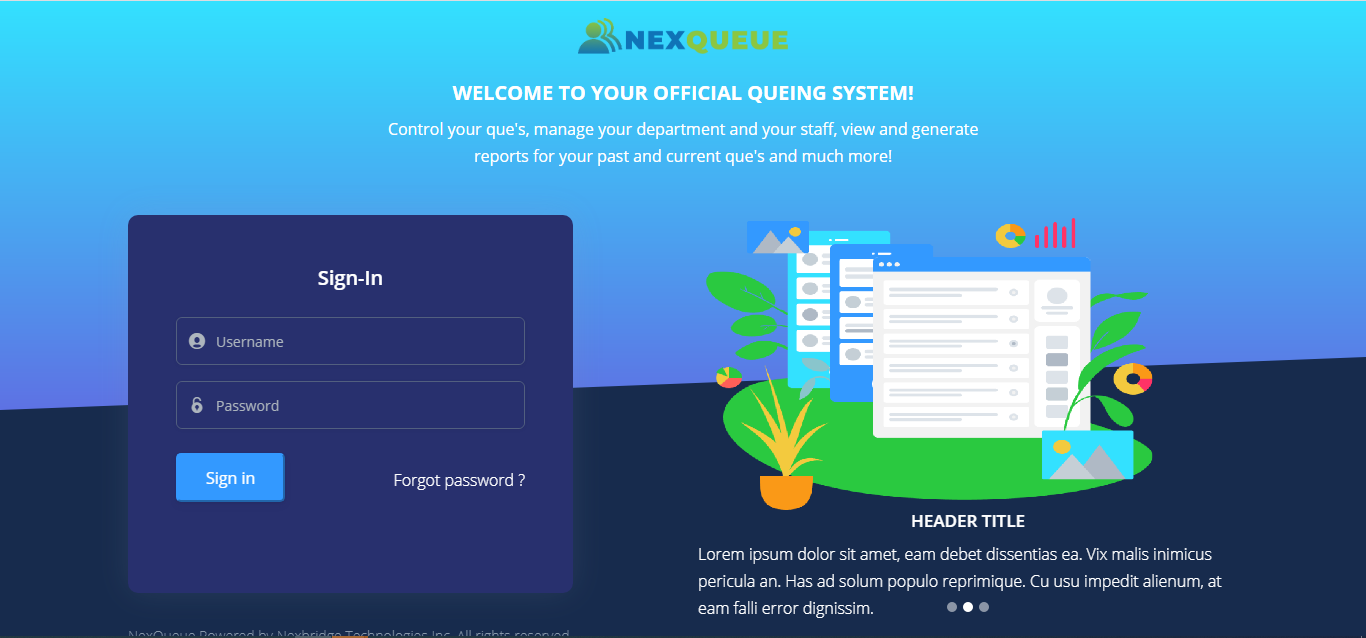 NEXQUEUE
WELCOME TO YOUR OFFICIAL QUEING SYSTEM!
Control your que's, manage your department and your staff, view and generate
reports for your past and current que's and much more!
Sign-In
Username
Password
Sign in
Forgot password ?
HEADER TITLE
Lorem ipsum dolor sit amet, eam debet dissentias ea. Vix malis inimicus
pericula an. Has ad solum populo reprimique. Cu usu impedit alienum, at
eam falli error dignissim.
NexQueue Powered by Nexbridge Technologies Inc. All rights reserved